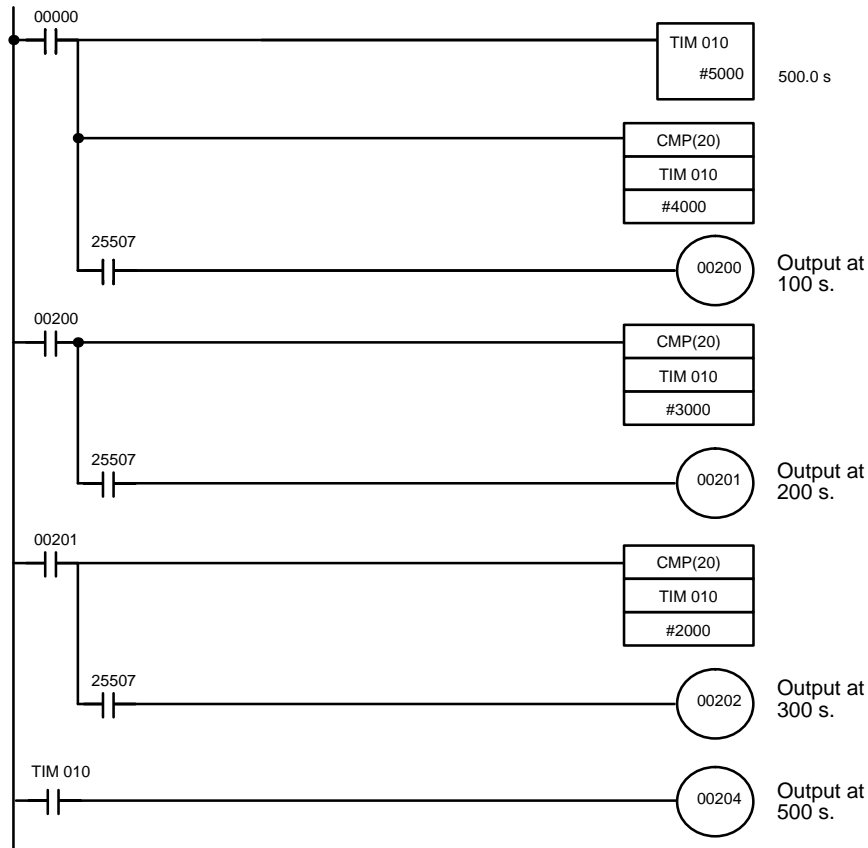 00000
TIM 010
#5000
500.0 s
CMP(20)
TIM 010
#4000
25507
00200
Output at
100 s.
00200
CMP(20)
TIM 010
#3000
25507
00201
Output at
200 s.
00201
CMP(20)
TIM 010
#2000
25507
00202
Output at
300 s.
TIM 010
00204
Output at
500 s.